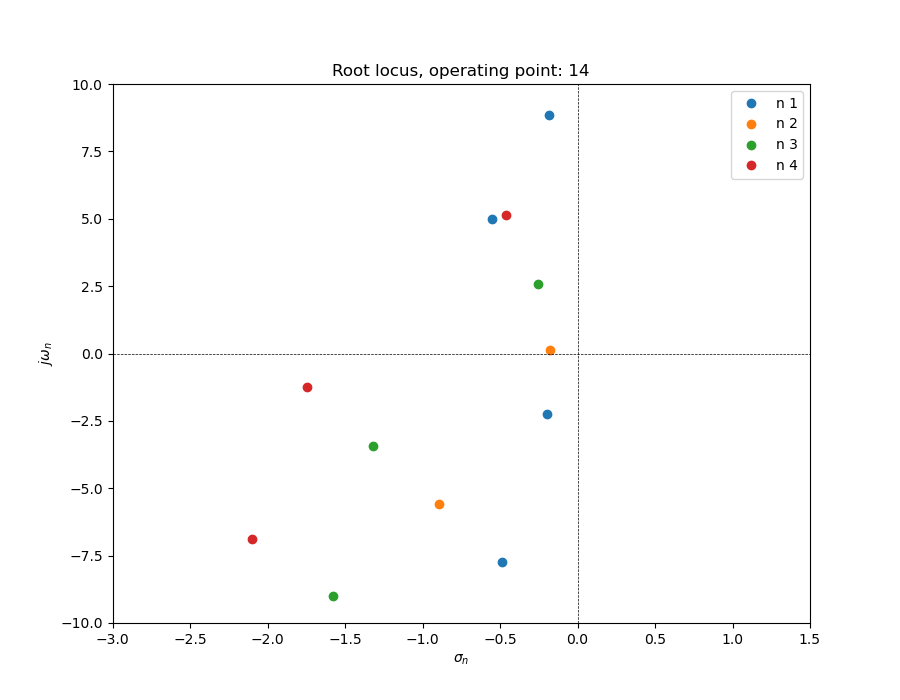 Root locus, operating point: 14
10.0
7.5
5.0
2.5
0.0
−2.5
−5.0
−7.5
−10.0
jωn
n 1
n 2
n 3
n 4
−3.0 −2.5 −2.0 −1.5 −1.0 −0.5 0.0 0.5 1.0 1.5
σn